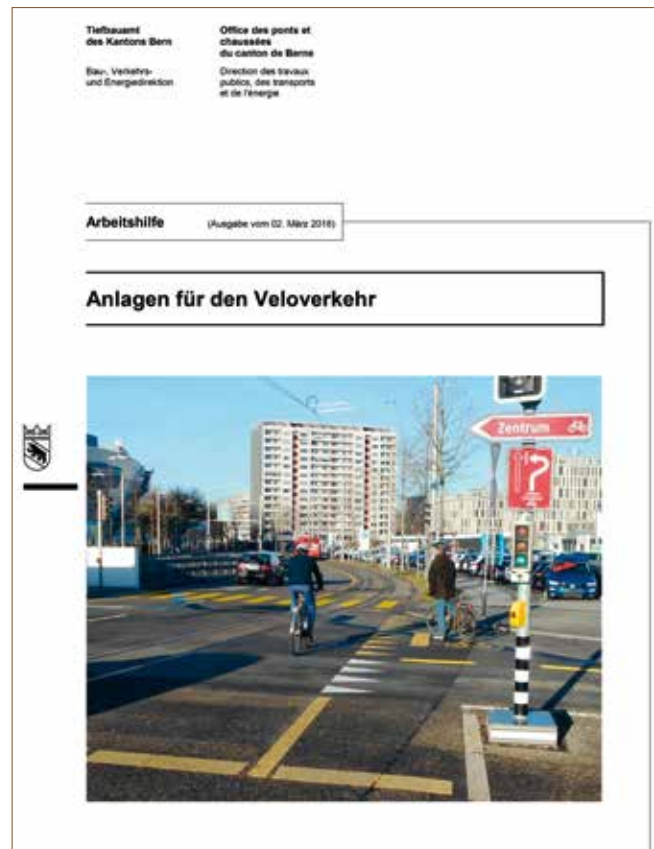 Tiefbauamt
des Kantons Bern
Office des ponts et
chaussées
du canton de Berne
Bau-, Verkehrs-
und Energiedirektion
Direction des travaux
publics, des transports
et de l'énergie
Arbeitshilfe (Ausgabe vom 02. März 2018)
Anlagen für den Veloverkehr
Zentrum